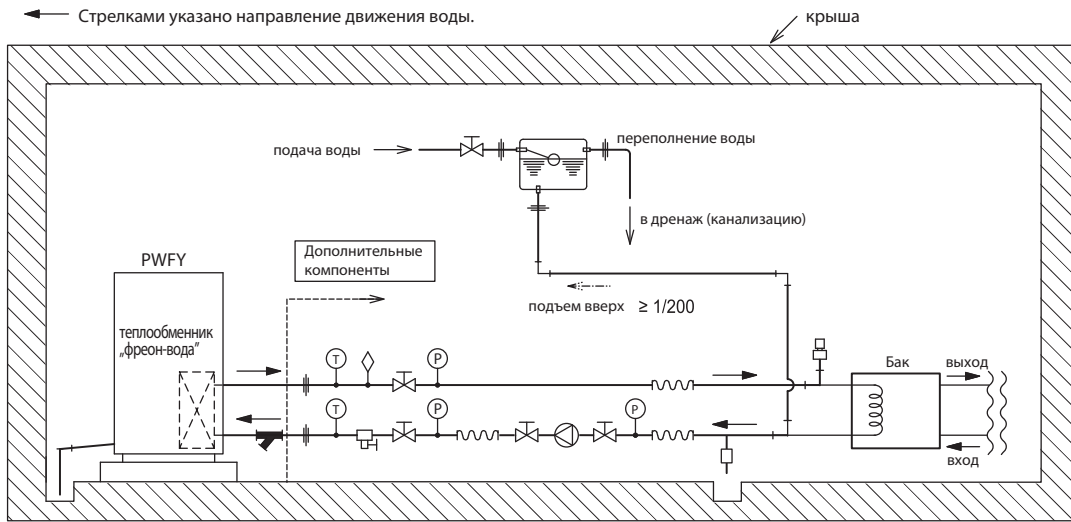 Стрелками указано направление движения воды.
крыша
подача воды
переполнение воды
в дренаж (канализацию)
PWFY
Дополнительные
компоненты
подъем вверх ≥ 1/200
теплообменник
„фреон-вода"
T
P
Бак
выход
T
P
P
вход